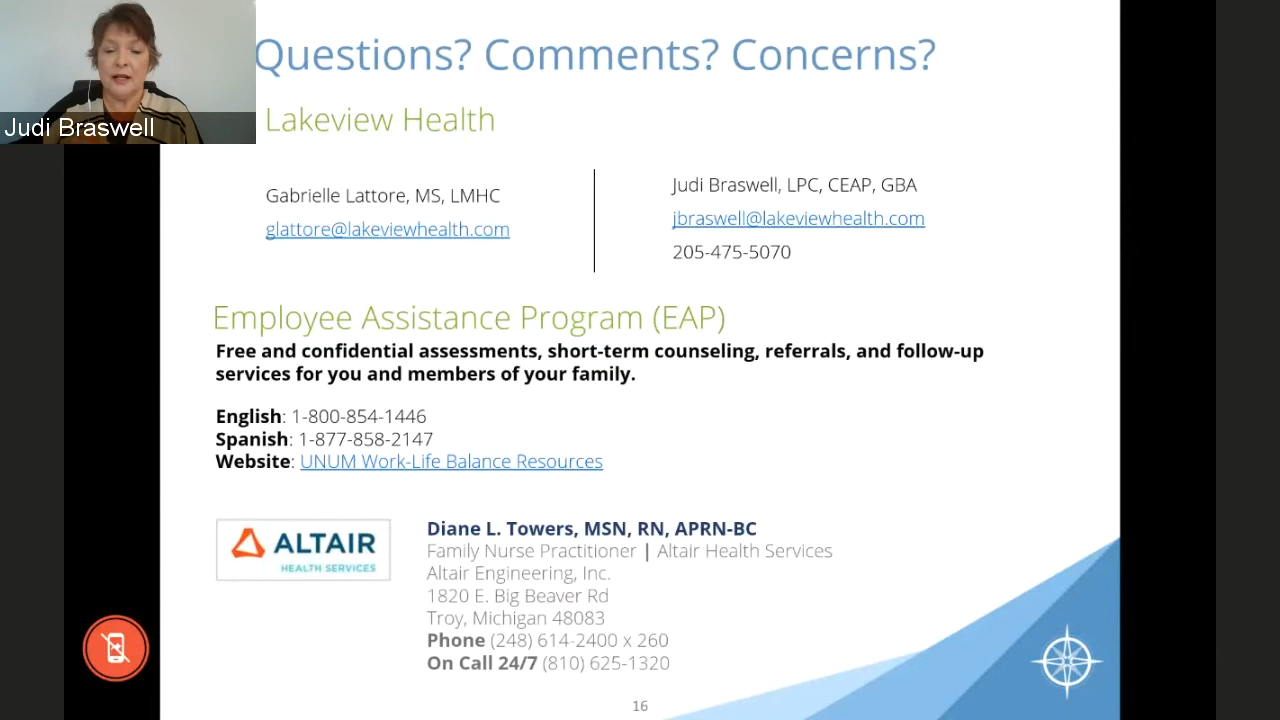 Questions? Comments? Concerns?
Judi Braswell
Lakeview Health
Gabrielle Lattore, MS, LMHC
glattore@lakeviewhealth.com
Judi Braswell, LPC, CEAP, GBA
jbraswell@lakeviewhealth.com
205-475-5070
Employee Assistance Program (EAP)
Free and confidential assessments, short-term counseling, referrals, and follow-up
services for you and members of your family.
English: 1-800-854-1446
Spanish: 1-877-858-2147
Website: UNUM Work-Life Balance Resources
ALTAIR
HEALTH SERVICES
Diane L. Towers, MSN, RN, APRN-BC
Family Nurse Practitioner | Altair Health Services
Altair Engineering, Inc.
1820 E. Big Beaver Rd
Troy, Michigan 48083
Phone (248) 614-2400 x 260
On Call 24/7 (810) 625-1320
16